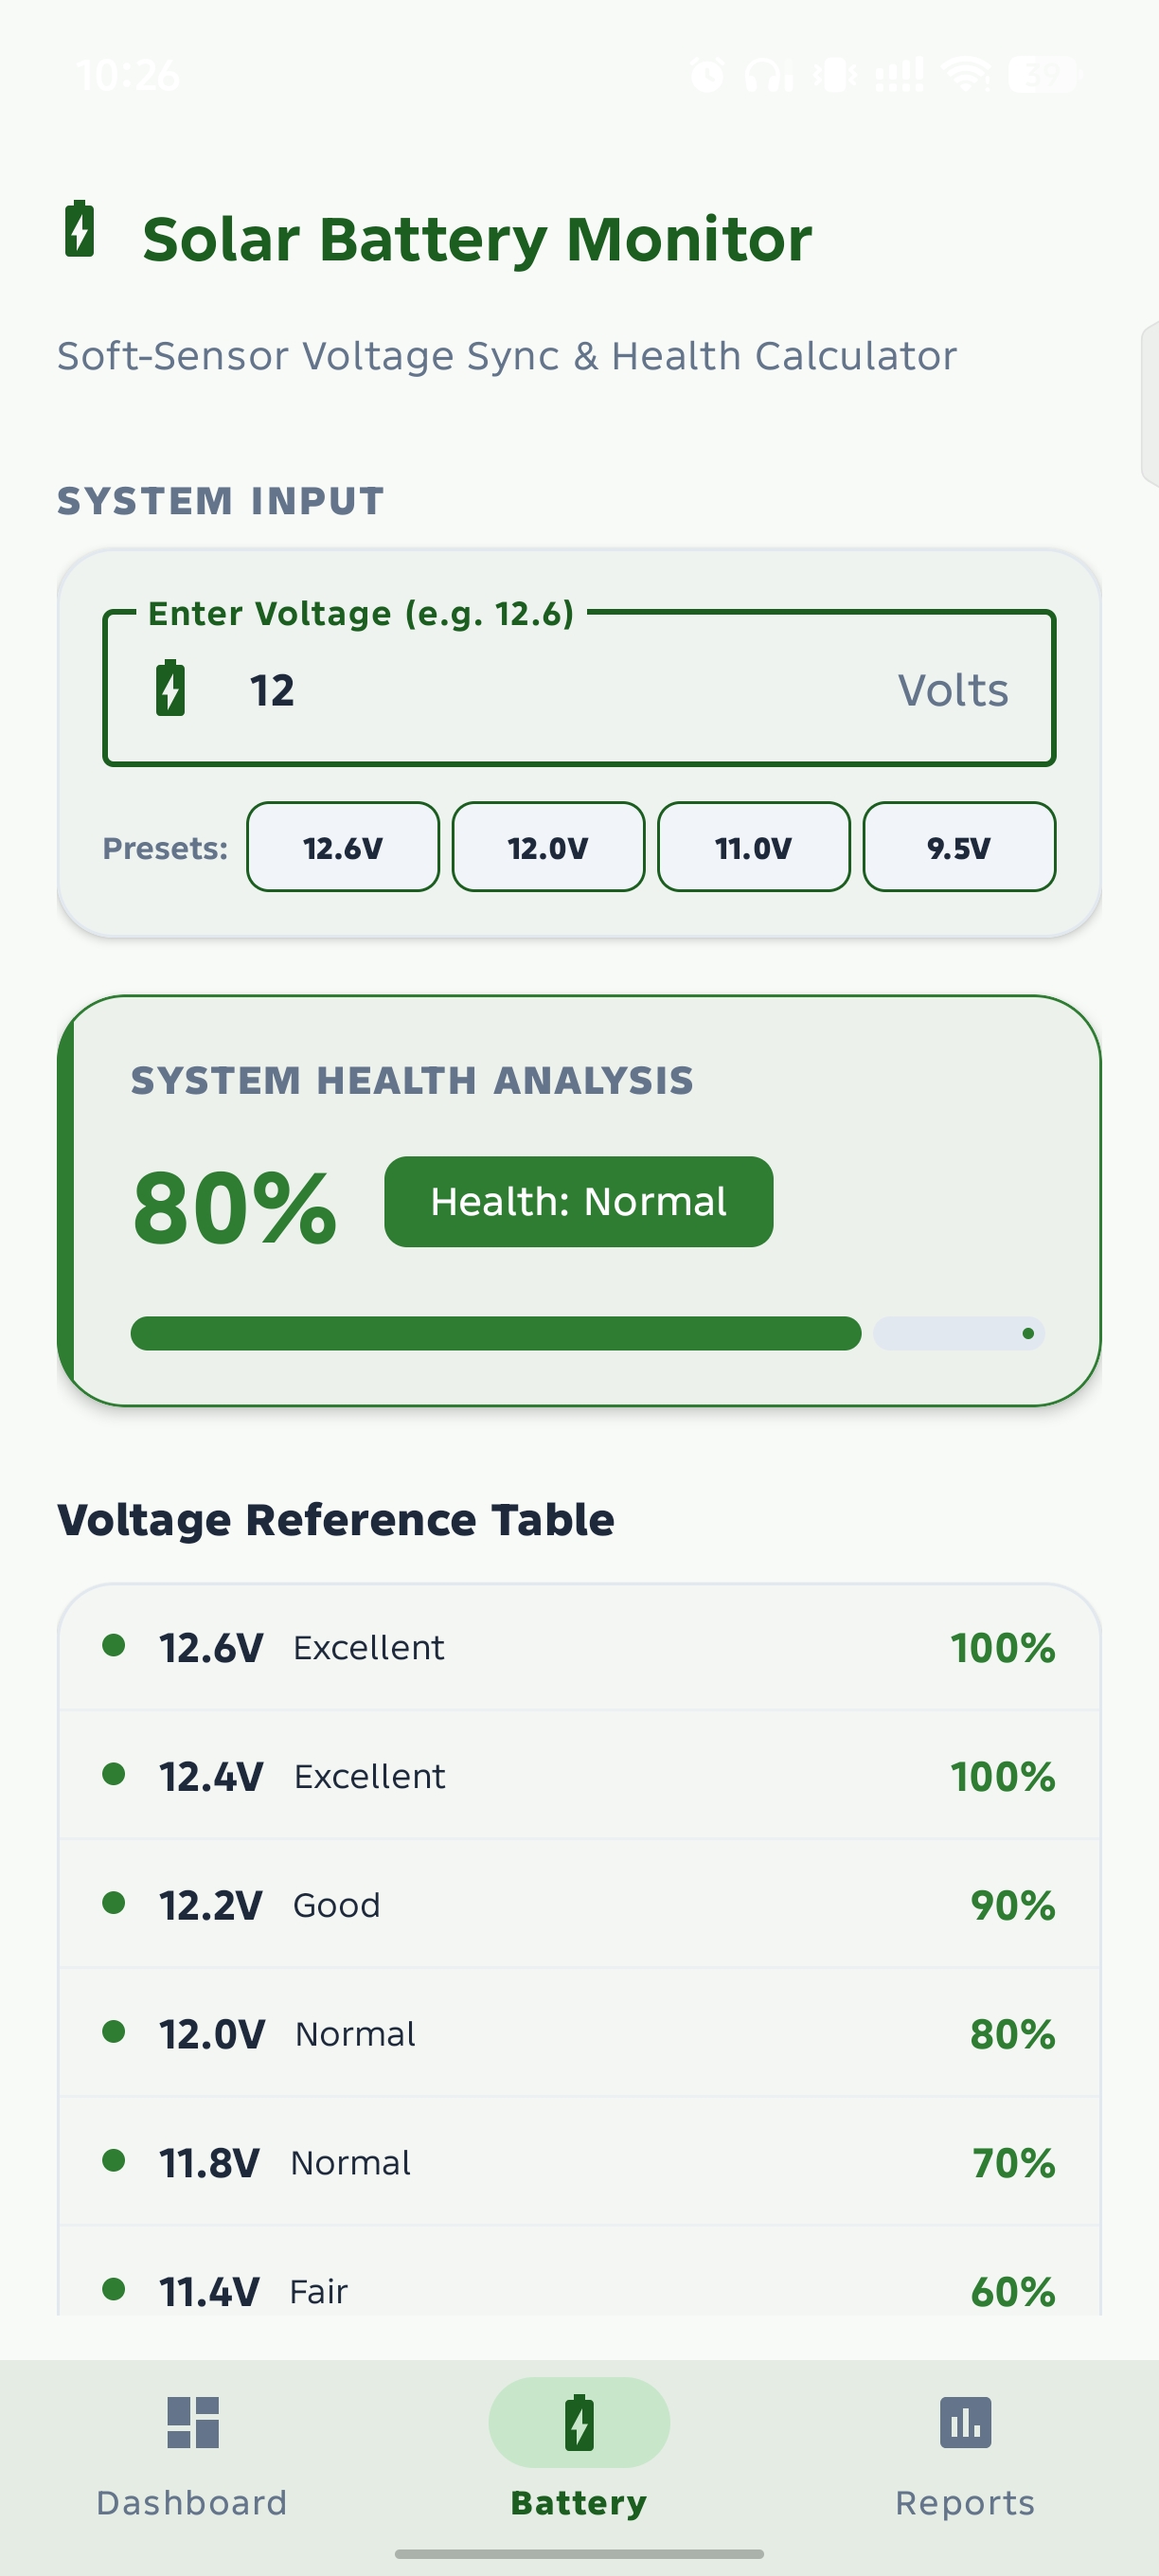 10:26
39
Solar Battery Monitor
Soft-Sensor Voltage Sync & Health Calculator
SYSTEM INPUT
Enter Voltage (e.g. 12.6)
12 Volts
Presets: 12.6V 12.0V 11.0V 9.5V
SYSTEM HEALTH ANALYSIS
80% Health: Normal
Voltage Reference Table
12.6V Excellent 100%
12.4V Excellent 100%
12.2V Good 90%
12.0V Normal 80%
11.8V Normal 70%
11.4V Fair 60%
Dashboard Battery Reports